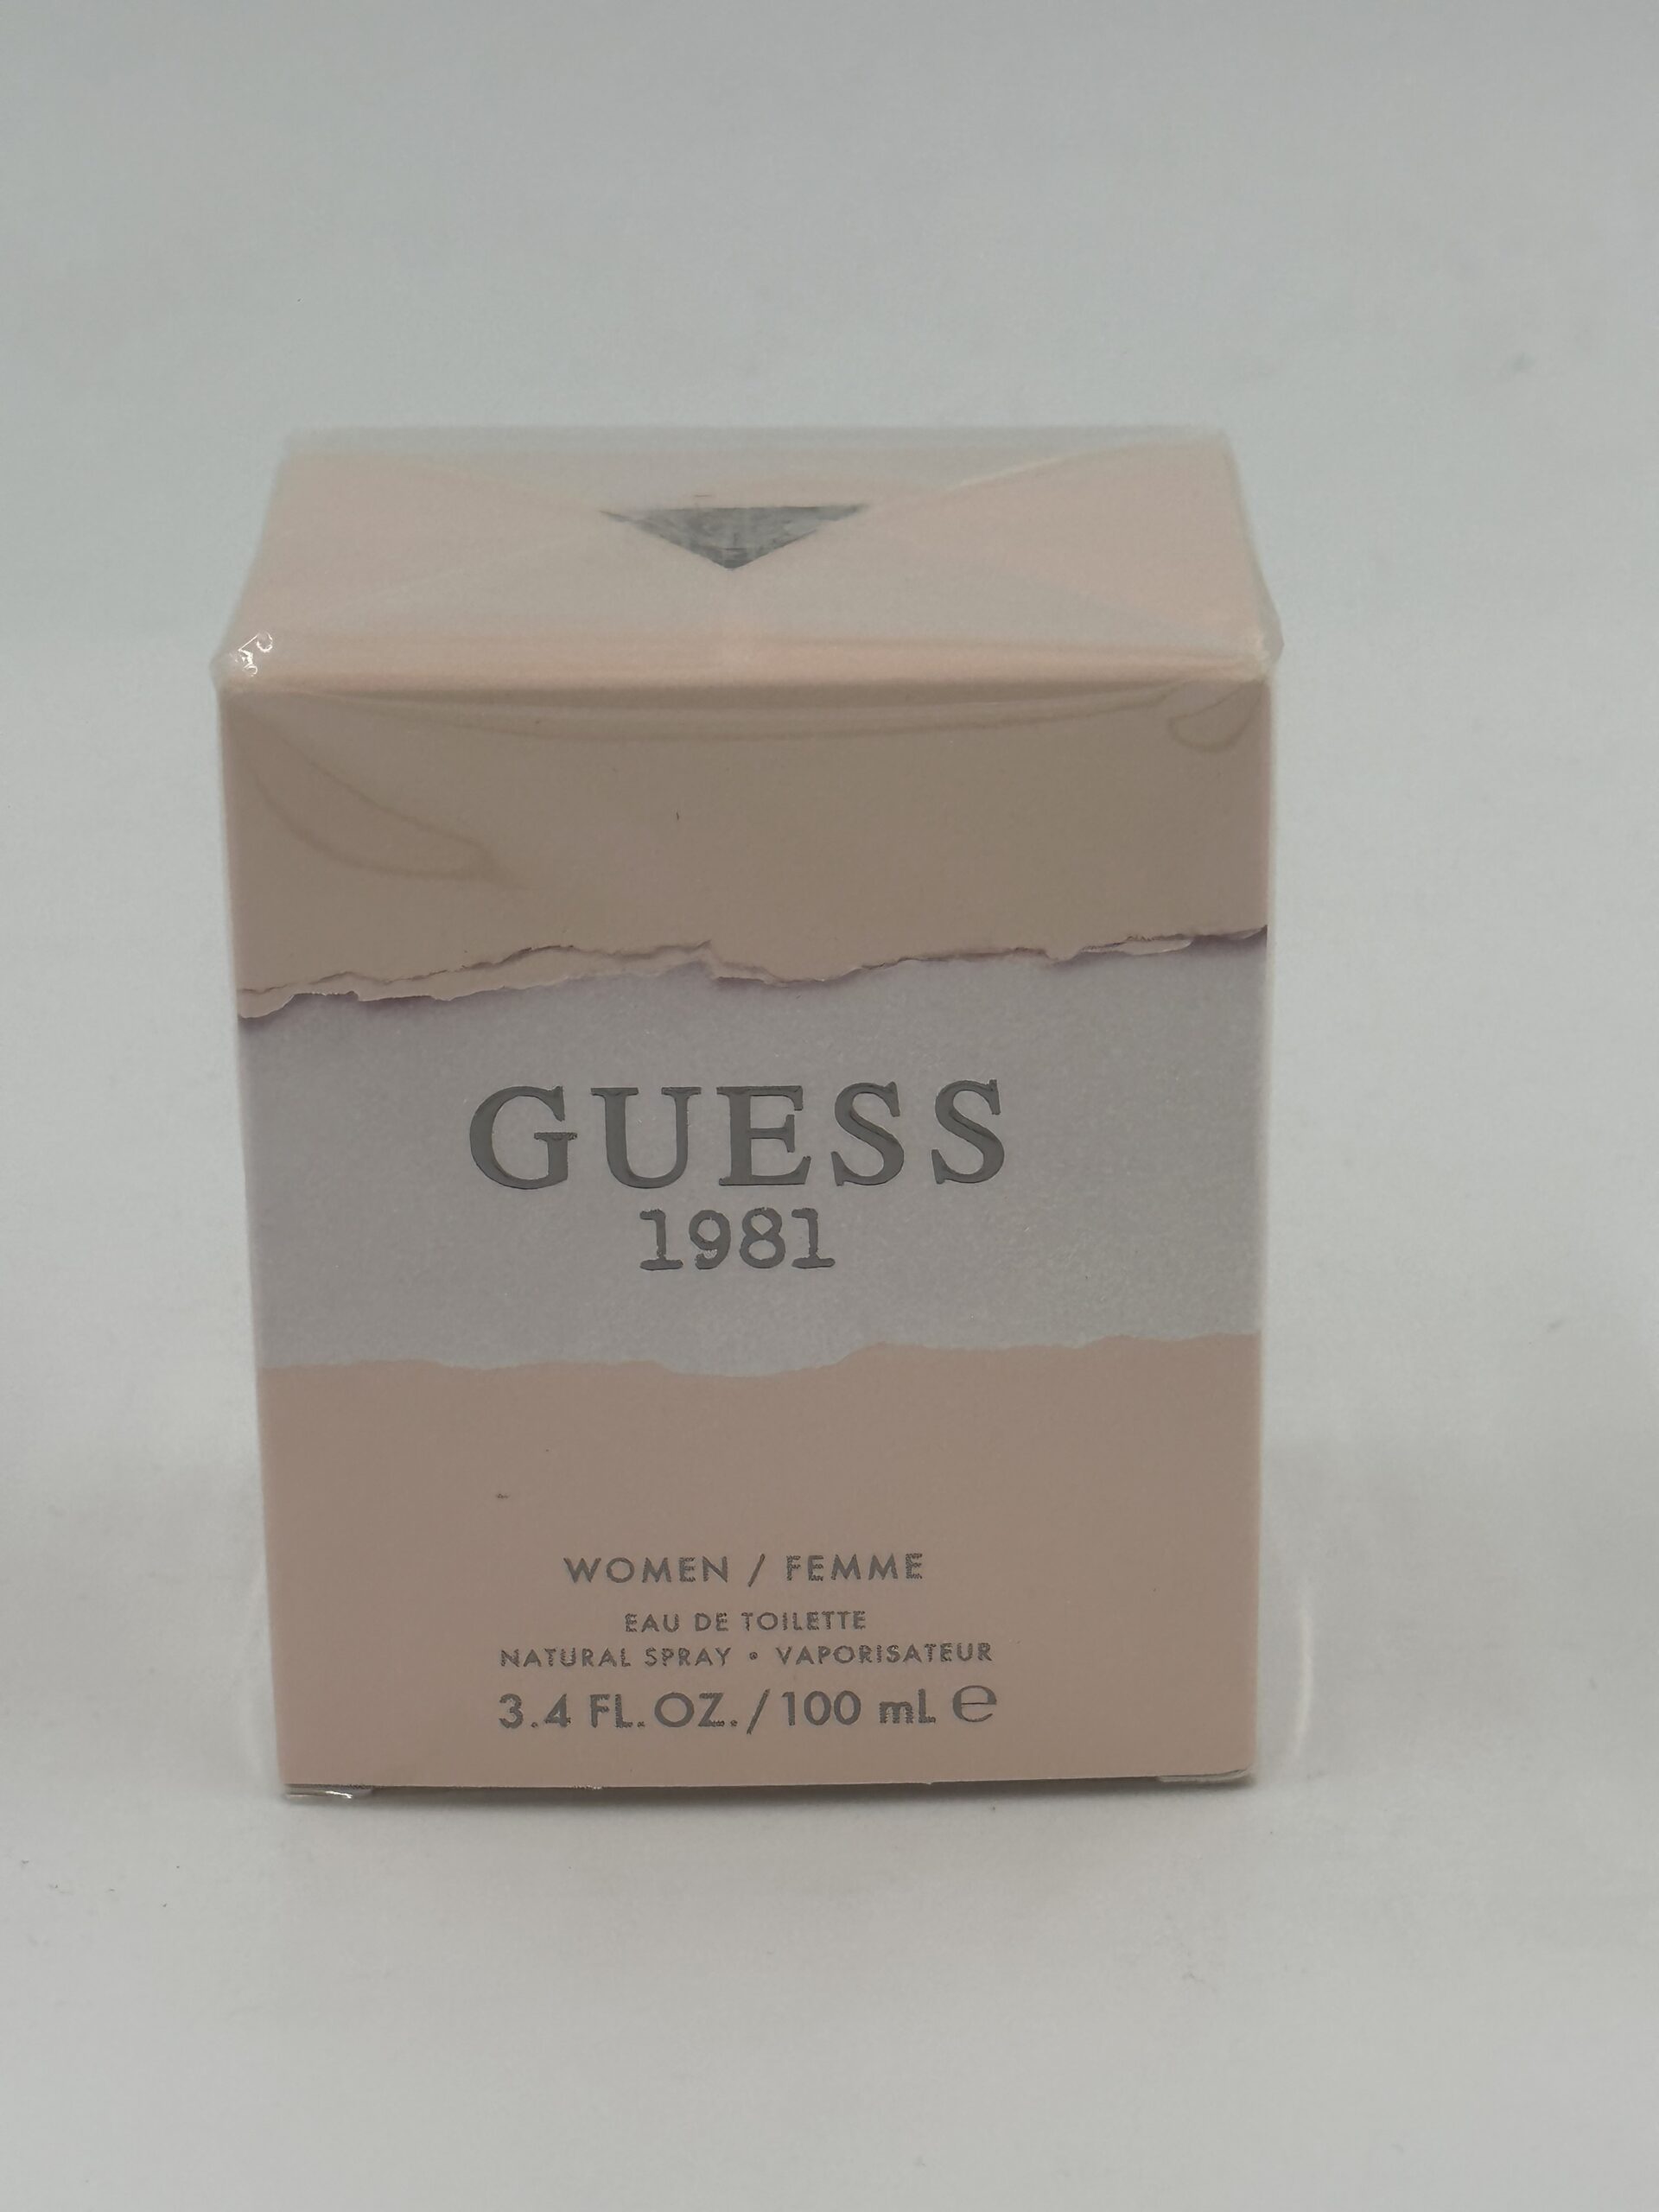 GUESS
1981
WOMEN / FEMME
EAU DE TOILETTE
NATURAL SPRAY • VAPORISATEUR
3.4 FL. OZ. / 100 mL ℮